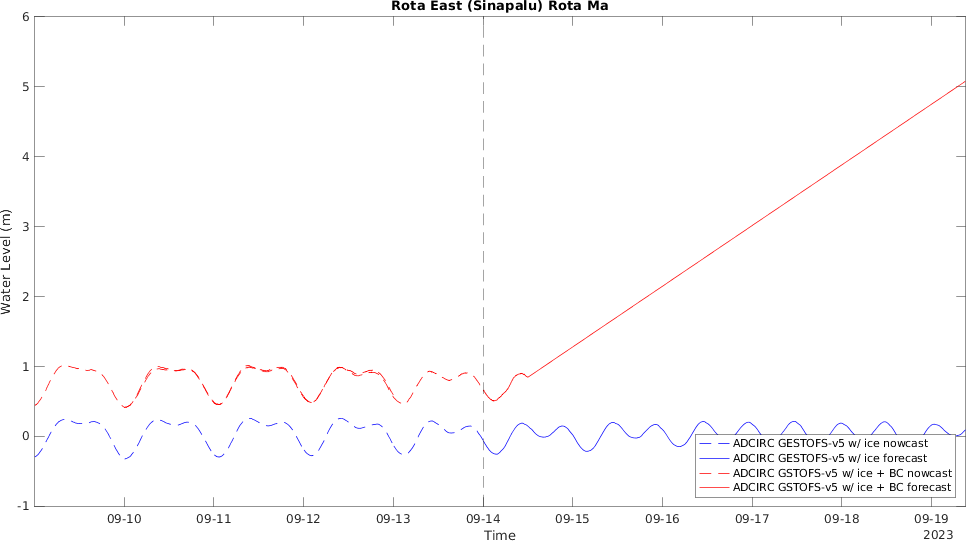 Rota East (Sinapalu) Rota Ma
6
5
4
3
2
1
0
-1
Water Level (m)
ADCIRC GESTOFS-v5 w/ ice nowcast
ADCIRC GESTOFS-v5 w/ ice forecast
ADCIRC GSTOFS-v5 w/ ice + BC nowcast
ADCIRC GSTOFS-v5 w/ ice + BC forecast
09-10 09-11 09-12 09-13 09-14 09-15 09-16 09-17 09-18 09-19
Time
2023